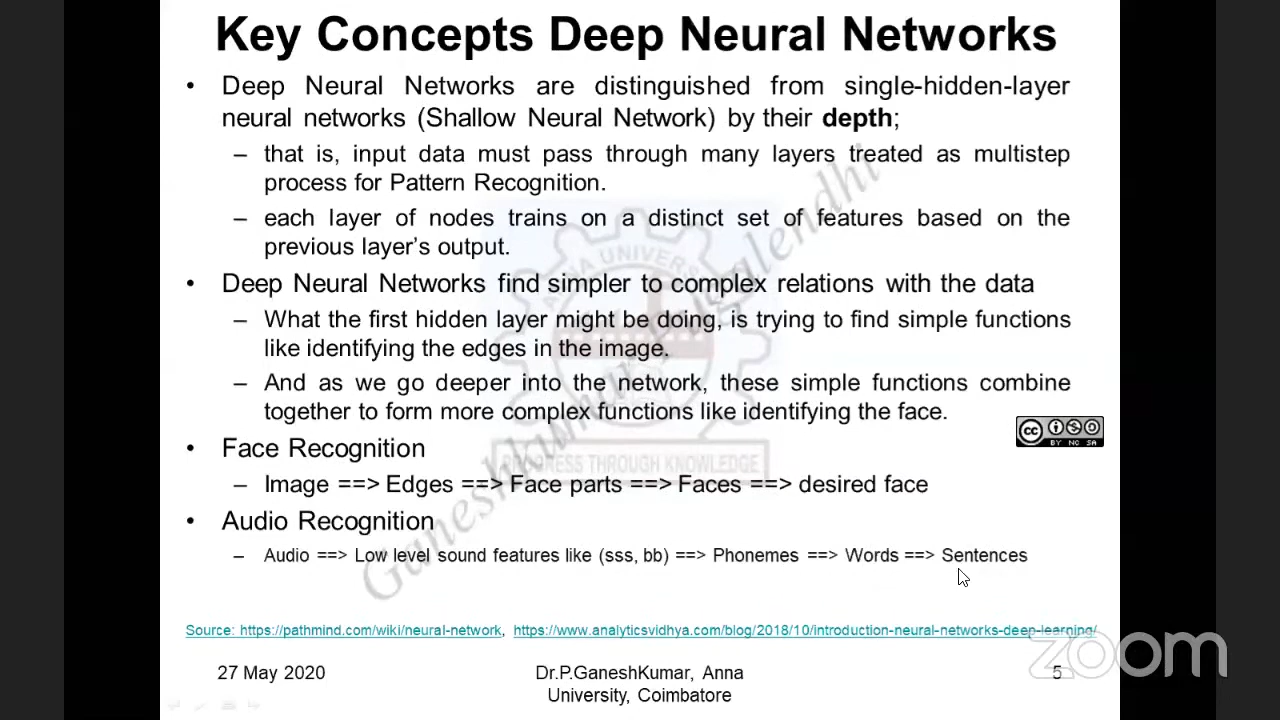 Key Concepts Deep Neural Networks
• Deep Neural Networks are distinguished from single-hidden-layer
neural networks (Shallow Neural Network) by their depth;
– that is, input data must pass through many layers treated as multistep
process for Pattern Recognition.
– each layer of nodes trains on a distinct set of features based on the
previous layer's output.
• Deep Neural Networks find simpler to complex relations with the data
– What the first hidden layer might be doing, is trying to find simple functions
like identifying the edges in the image.
– And as we go deeper into the network, these simple functions combine
together to form more complex functions like identifying the face.
cc BY NC SA
• Face Recognition
– Image ==> Edges ==> Face parts ==> Faces ==> desired face
PROGRESS THROUGH KNOWLEDGE
• Audio Recognition
– Audio ==> Low level sound features like (sss, bb) ==> Phonemes ==> Words ==> Sentences
Source: https://pathmind.com/wiki/neural-network, https://www.analyticsvidhya.com/blog/2018/10/introduction-neural-networks-deep-learning/
zoom
27 May 2020
Dr.P.GaneshKumar, Anna
University, Coimbatore
5